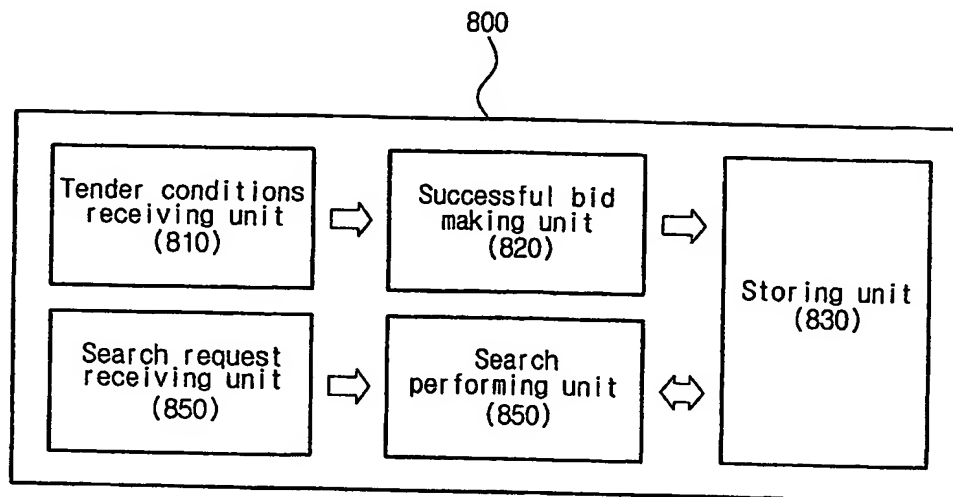 800
Tender conditions
receiving unit
(810)
Successful bid
making unit
(820)
Storing unit
(830)
Search request
receiving unit
(850)
Search
performing unit
(850)